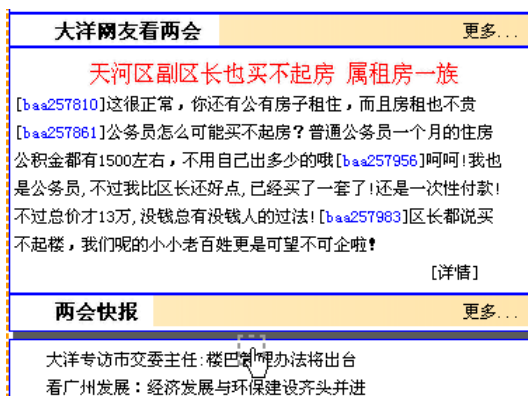 大洋网友看两会 更多...
天河区副区长也买不起房 属租房一族
[baa257810]这很正常，你还有公有房子租住，而且房租也不贵
[baa257861]公务员怎么可能买不起房？普通公务员一个月的住房
公积金都有1500左右，不用自己出多少的哦[baa257956]呵呵!我也
是公务员,不过我比区长还好点,已经买了一套了!还是一次性付款!
不过总价才13万,没钱总有没钱人的过法![baa257983]区长都说买
不起楼，我们呢的小小老百姓更是可望不可企啦！
[详情]
两会快报 更多...
大洋专访市交委主任:楼巴管理办法将出台
看广州发展：经济发展与环保建设齐头并进